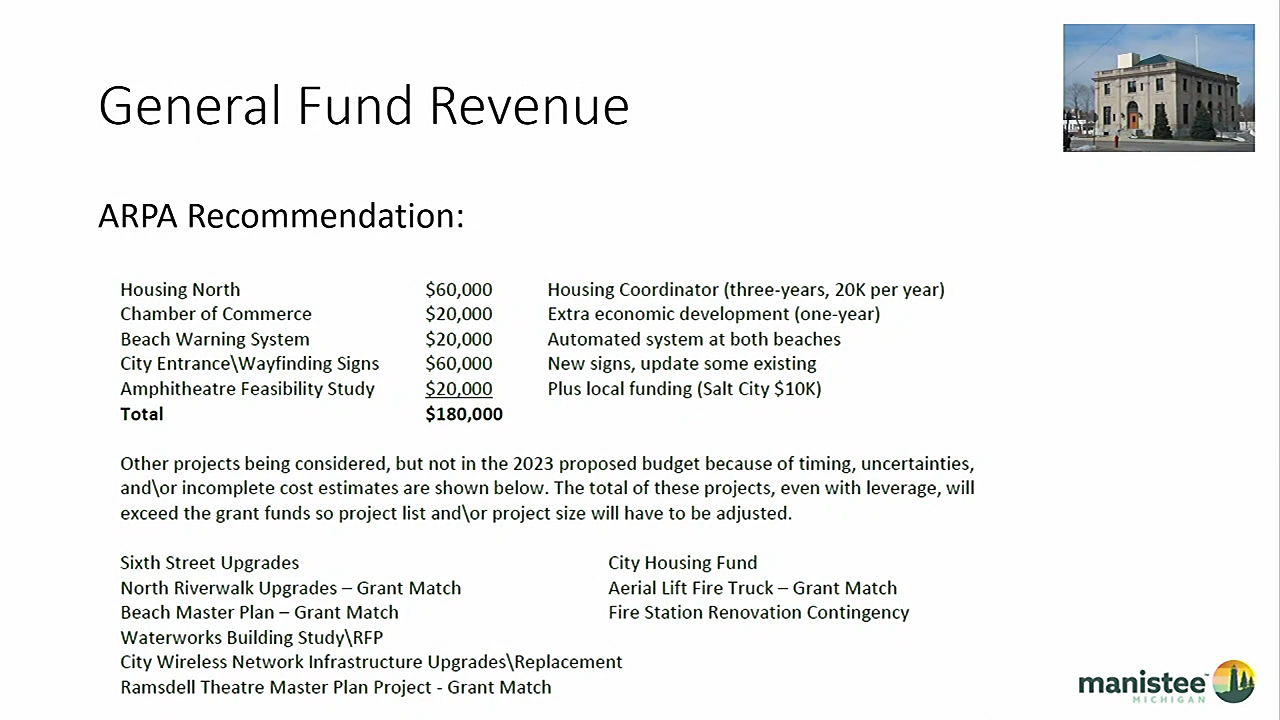 General Fund Revenue
ARPA Recommendation:
Housing North $60,000 Housing Coordinator (three-years, 20K per year)
Chamber of Commerce $20,000 Extra economic development (one-year)
Beach Warning System $20,000 Automated system at both beaches
City Entrance\Wayfinding Signs $60,000 New signs, update some existing
Amphitheatre Feasibility Study $20,000 Plus local funding (Salt City $10K)
Total $180,000
Other projects being considered, but not in the 2023 proposed budget because of timing, uncertainties,
and\or incomplete cost estimates are shown below. The total of these projects, even with leverage, will
exceed the grant funds so project list and\or project size will have to be adjusted.
Sixth Street Upgrades City Housing Fund
North Riverwalk Upgrades – Grant Match Aerial Lift Fire Truck – Grant Match
Beach Master Plan – Grant Match Fire Station Renovation Contingency
Waterworks Building Study\RFP
City Wireless Network Infrastructure Upgrades\Replacement
Ramsdell Theatre Master Plan Project - Grant Match
manistee
MICHIGAN